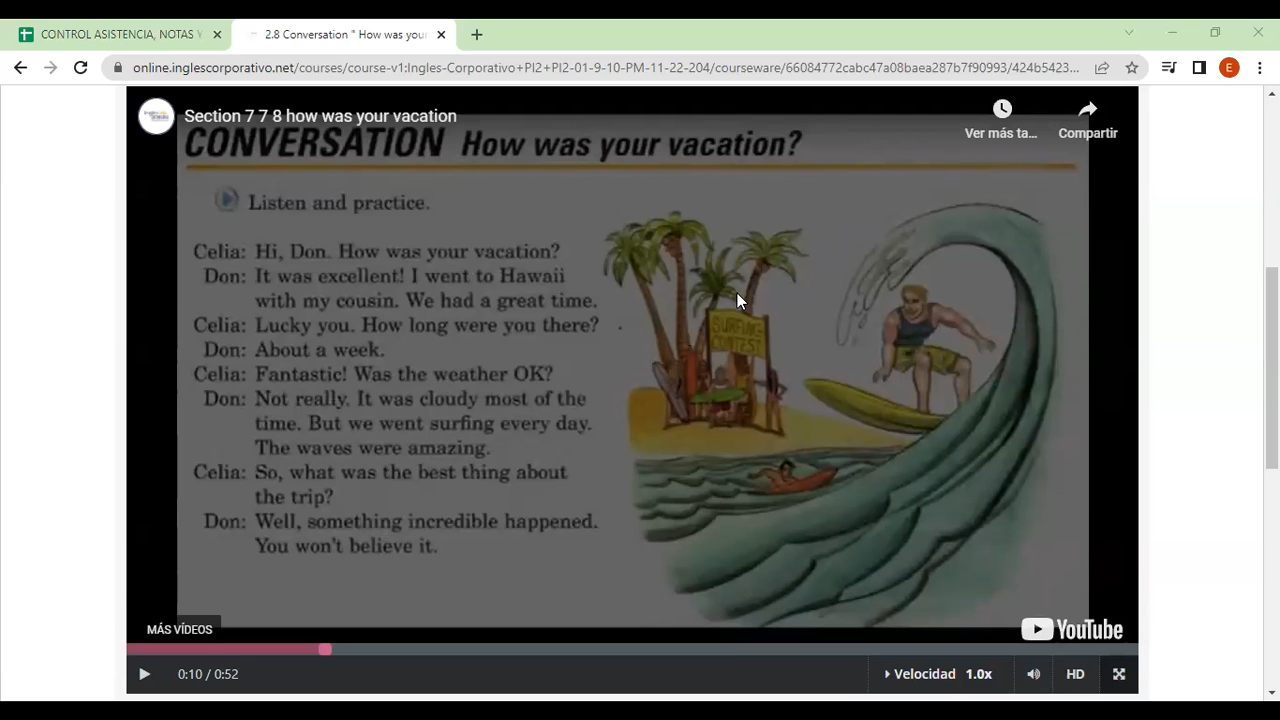 CONTROL ASISTENCIA, NOTAS Y
2.8 Conversation " How was your
online.inglescorporativo.net/courses/course-v1:Ingles-Corporativo+PI2+PI2-01-9-10-PM-11-22-204/courseware/66084772cabc47a08baea287b7f90993/424b5423...
E
Section 7 7 8 how was your vacation
Ver más ta...
Compartir
CONVERSATION How was your vacation?
Listen and practice.
Celia: Hi, Don. How was your vacation?
Don: It was excellent! I went to Hawaii
with my cousin. We had a great time.
Celia: Lucky you. How long were you there?
Don: About a week.
Celia: Fantastic! Was the weather OK?
Don: Not really. It was cloudy most of the
time. But we went surfing every day.
The waves were amazing.
Celia: So, what was the best thing about
the trip?
Don: Well, something incredible happened.
You won't believe it.
SURFING
CONTEST
MÁS VÍDEOS
YouTube
0:10 / 0:52
Velocidad 1.0x
HD